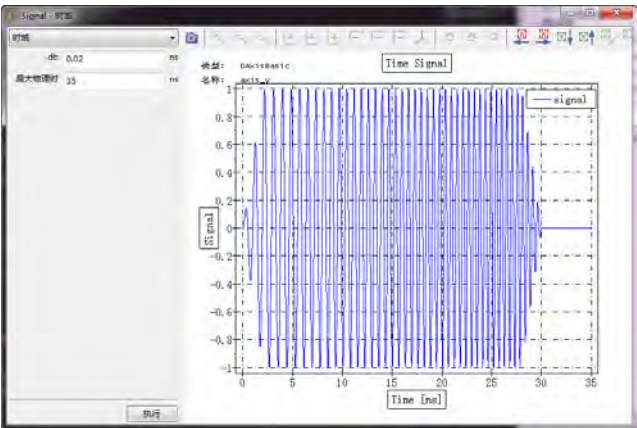 Signal - 时域
时域
dt: 0.02 ns
最大物理时 35 ns
执行
类型: DAxisBasic
名称: axis_y
Time Signal
signal
1
0.8
0.6
0.4
0.2
0
-0.2
-0.4
-0.6
-0.8
-1
Signal
0 5 10 15 20 25 30 35
Time [ns]